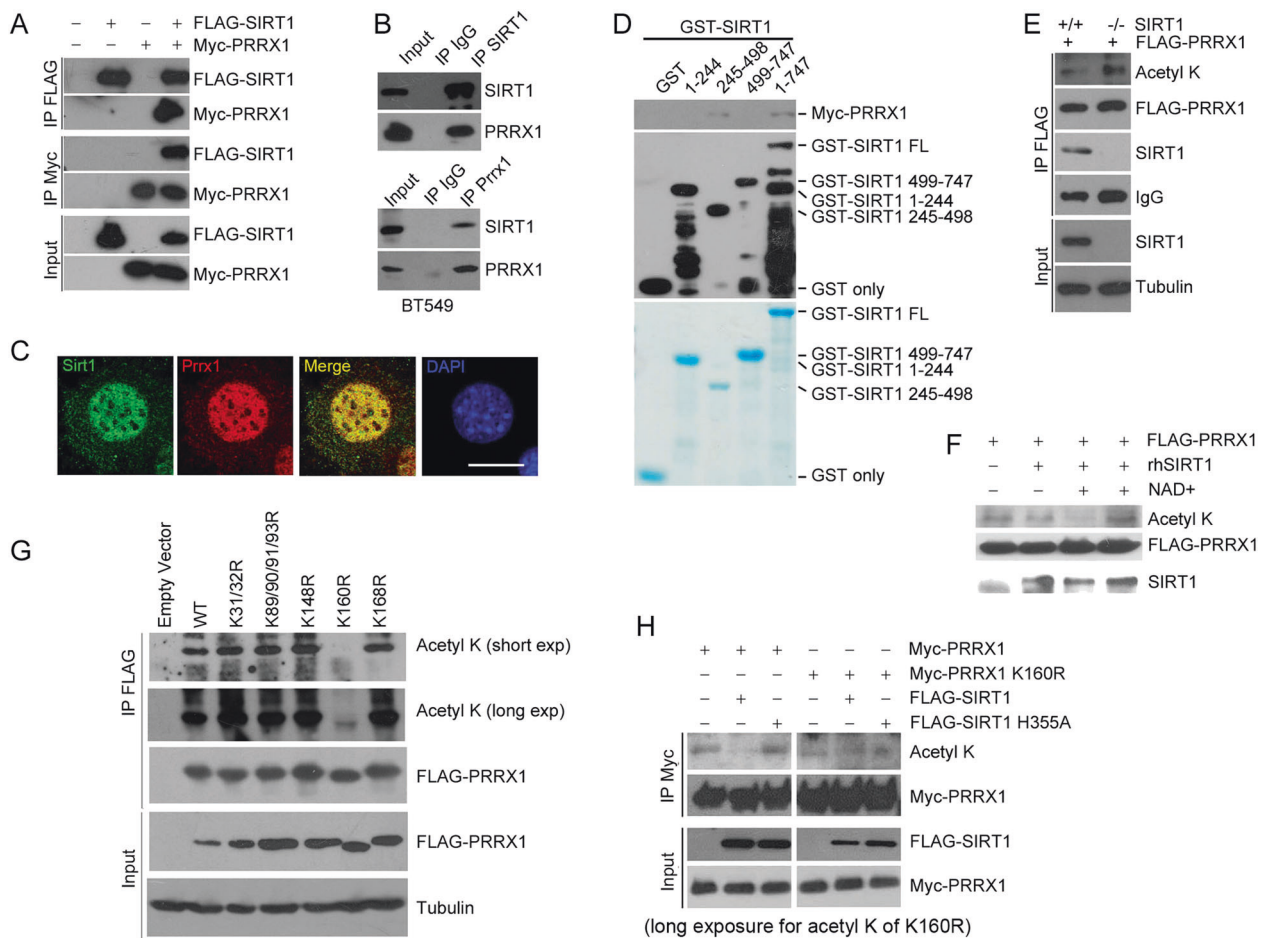 A
– + – + FLAG-SIRT1
– – + + Myc-PRRX1
IP FLAG
FLAG-SIRT1
Myc-PRRX1
IP Myc
FLAG-SIRT1
Myc-PRRX1
Input
FLAG-SIRT1
Myc-PRRX1
B
Input
IP IgG
IP SIRT1
SIRT1
PRRX1
Input
IP IgG
IP Prrx1
SIRT1
PRRX1
BT549
C
Sirt1
Prrx1
Merge
DAPI
D
GST-SIRT1
GST
1-244
245-498
499-747
1-747
Myc-PRRX1
GST-SIRT1 FL
GST-SIRT1 499-747
GST-SIRT1 1-244
GST-SIRT1 245-498
GST only
GST-SIRT1 FL
GST-SIRT1 499-747
GST-SIRT1 1-244
GST-SIRT1 245-498
GST only
E
+/+ -/- SIRT1
+ + FLAG-PRRX1
IP FLAG
Acetyl K
FLAG-PRRX1
SIRT1
IgG
Input
SIRT1
Tubulin
F
+ + + + FLAG-PRRX1
– + + + rhSIRT1
– – + + NAD+
Acetyl K
FLAG-PRRX1
SIRT1
G
Empty Vector
WT
K31/32R
K89/90/91/93R
K148R
K160R
K168R
IP FLAG
Acetyl K (short exp)
Acetyl K (long exp)
FLAG-PRRX1
Input
FLAG-PRRX1
Tubulin
H
+ + + – – – Myc-PRRX1
– – – + + + Myc-PRRX1 K160R
– + – – + – FLAG-SIRT1
– – + – – + FLAG-SIRT1 H355A
IP Myc
Acetyl K
Myc-PRRX1
Input
FLAG-SIRT1
Myc-PRRX1
(long exposure for acetyl K of K160R)